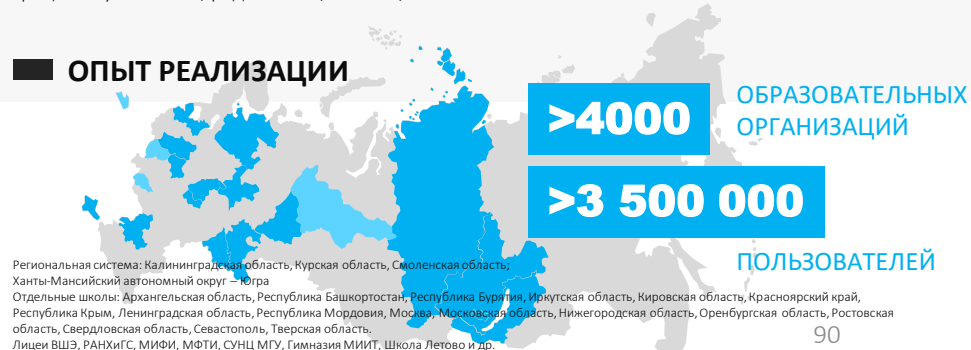 ОПЫТ РЕАЛИЗАЦИИ
>4000
ОБРАЗОВАТЕЛЬНЫХ
ОРГАНИЗАЦИЙ
>3 500 000
ПОЛЬЗОВАТЕЛЕЙ
Региональная система: Калининградская область, Курская область, Смоленская область;
Ханты-Мансийский автономный округ – Югра
Отдельные школы: Архангельская область, Республика Башкортостан, Республика Бурятия, Иркутская область, Кировская область, Красноярский край,
Республика Крым, Ленинградская область, Республика Мордовия, Москва, Московская область, Нижегородская область, Оренбургская область, Ростовская
область, Свердловская область, Севастополь, Тверская область.
Лицеи ВШЭ, РАНХиГС, МИФИ, МФТИ, СУНЦ МГУ, Гимназия МИИТ, Школа Летово и др.
90